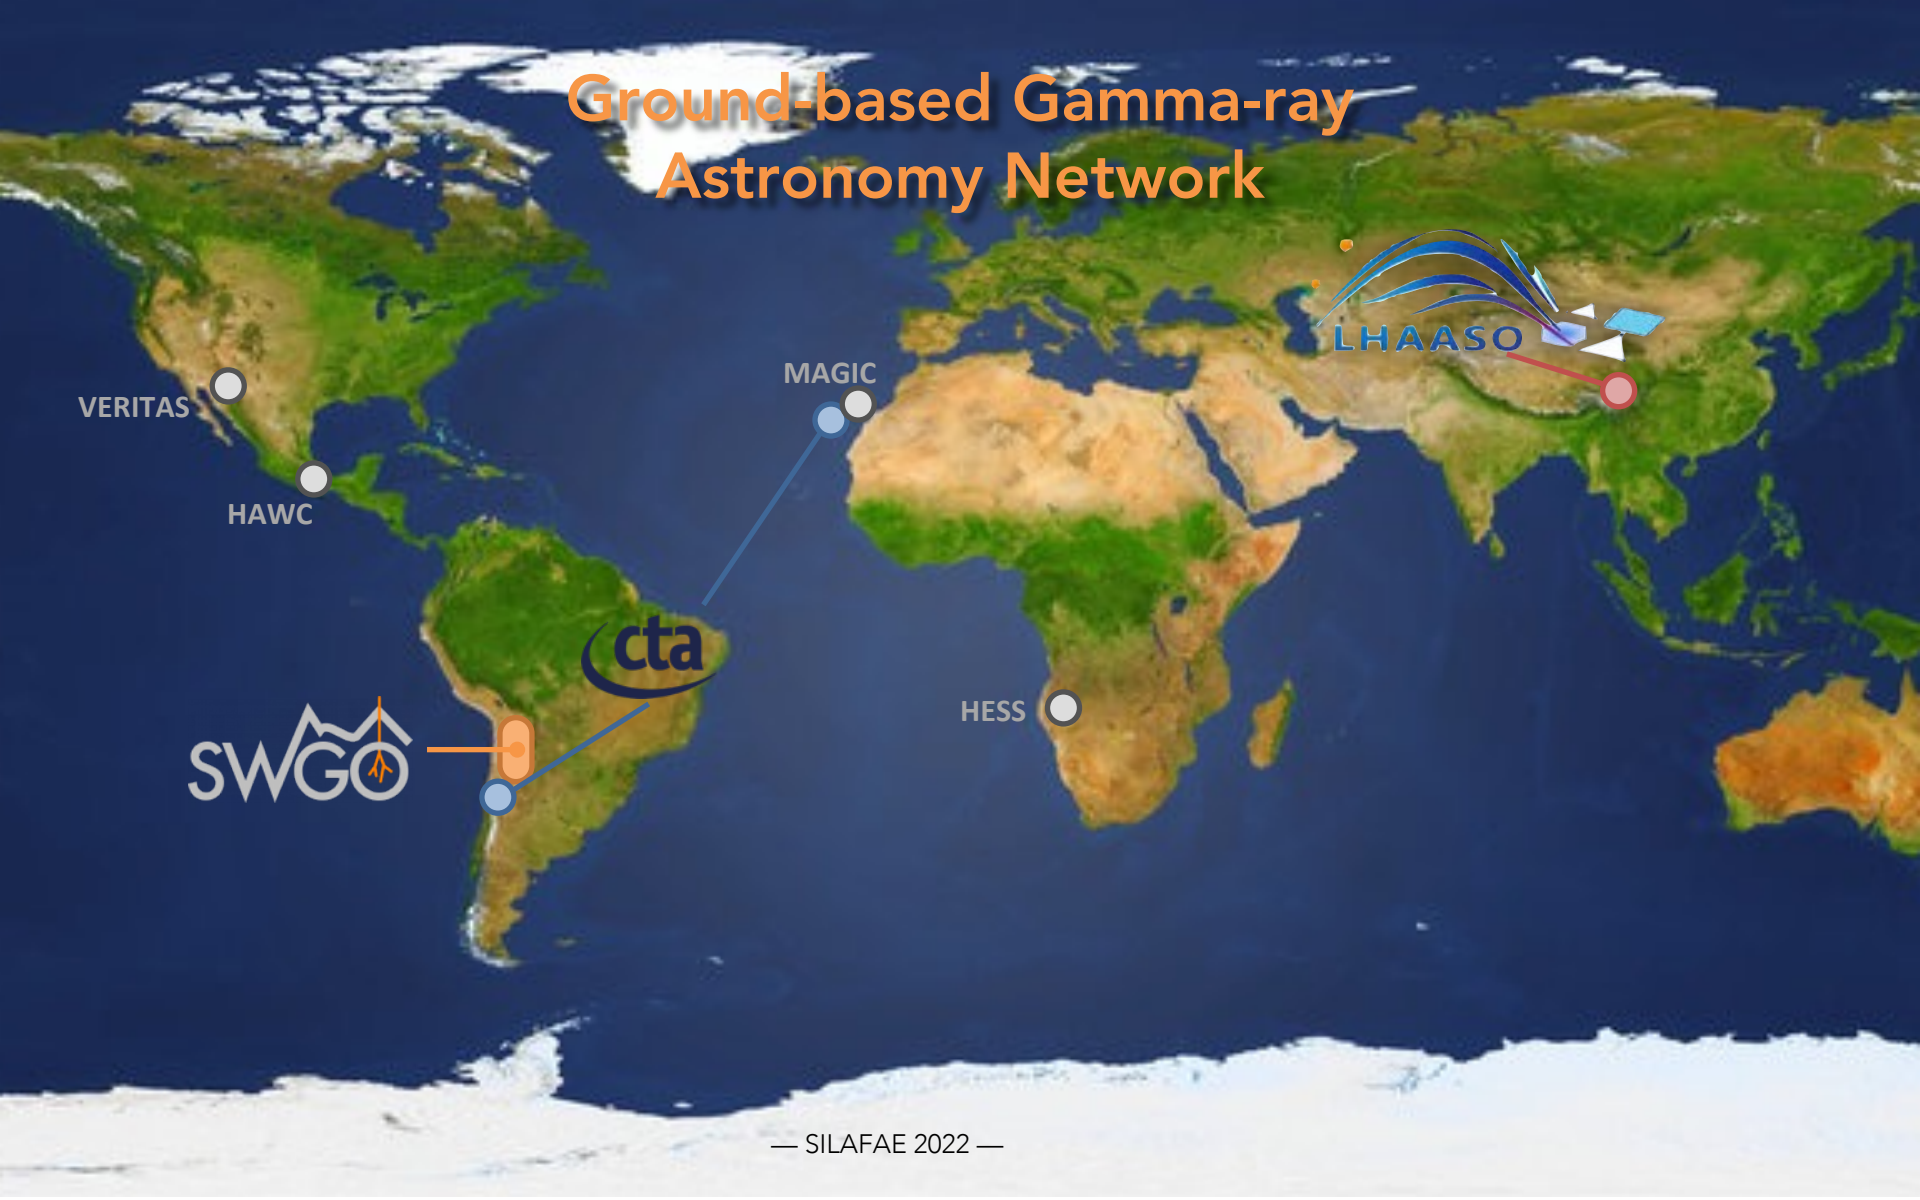 Ground-based Gamma-ray
Astronomy Network
LHAASO
MAGIC
VERITAS
HAWC
cta
HESS
SWGO
— SILAFAE 2022 —